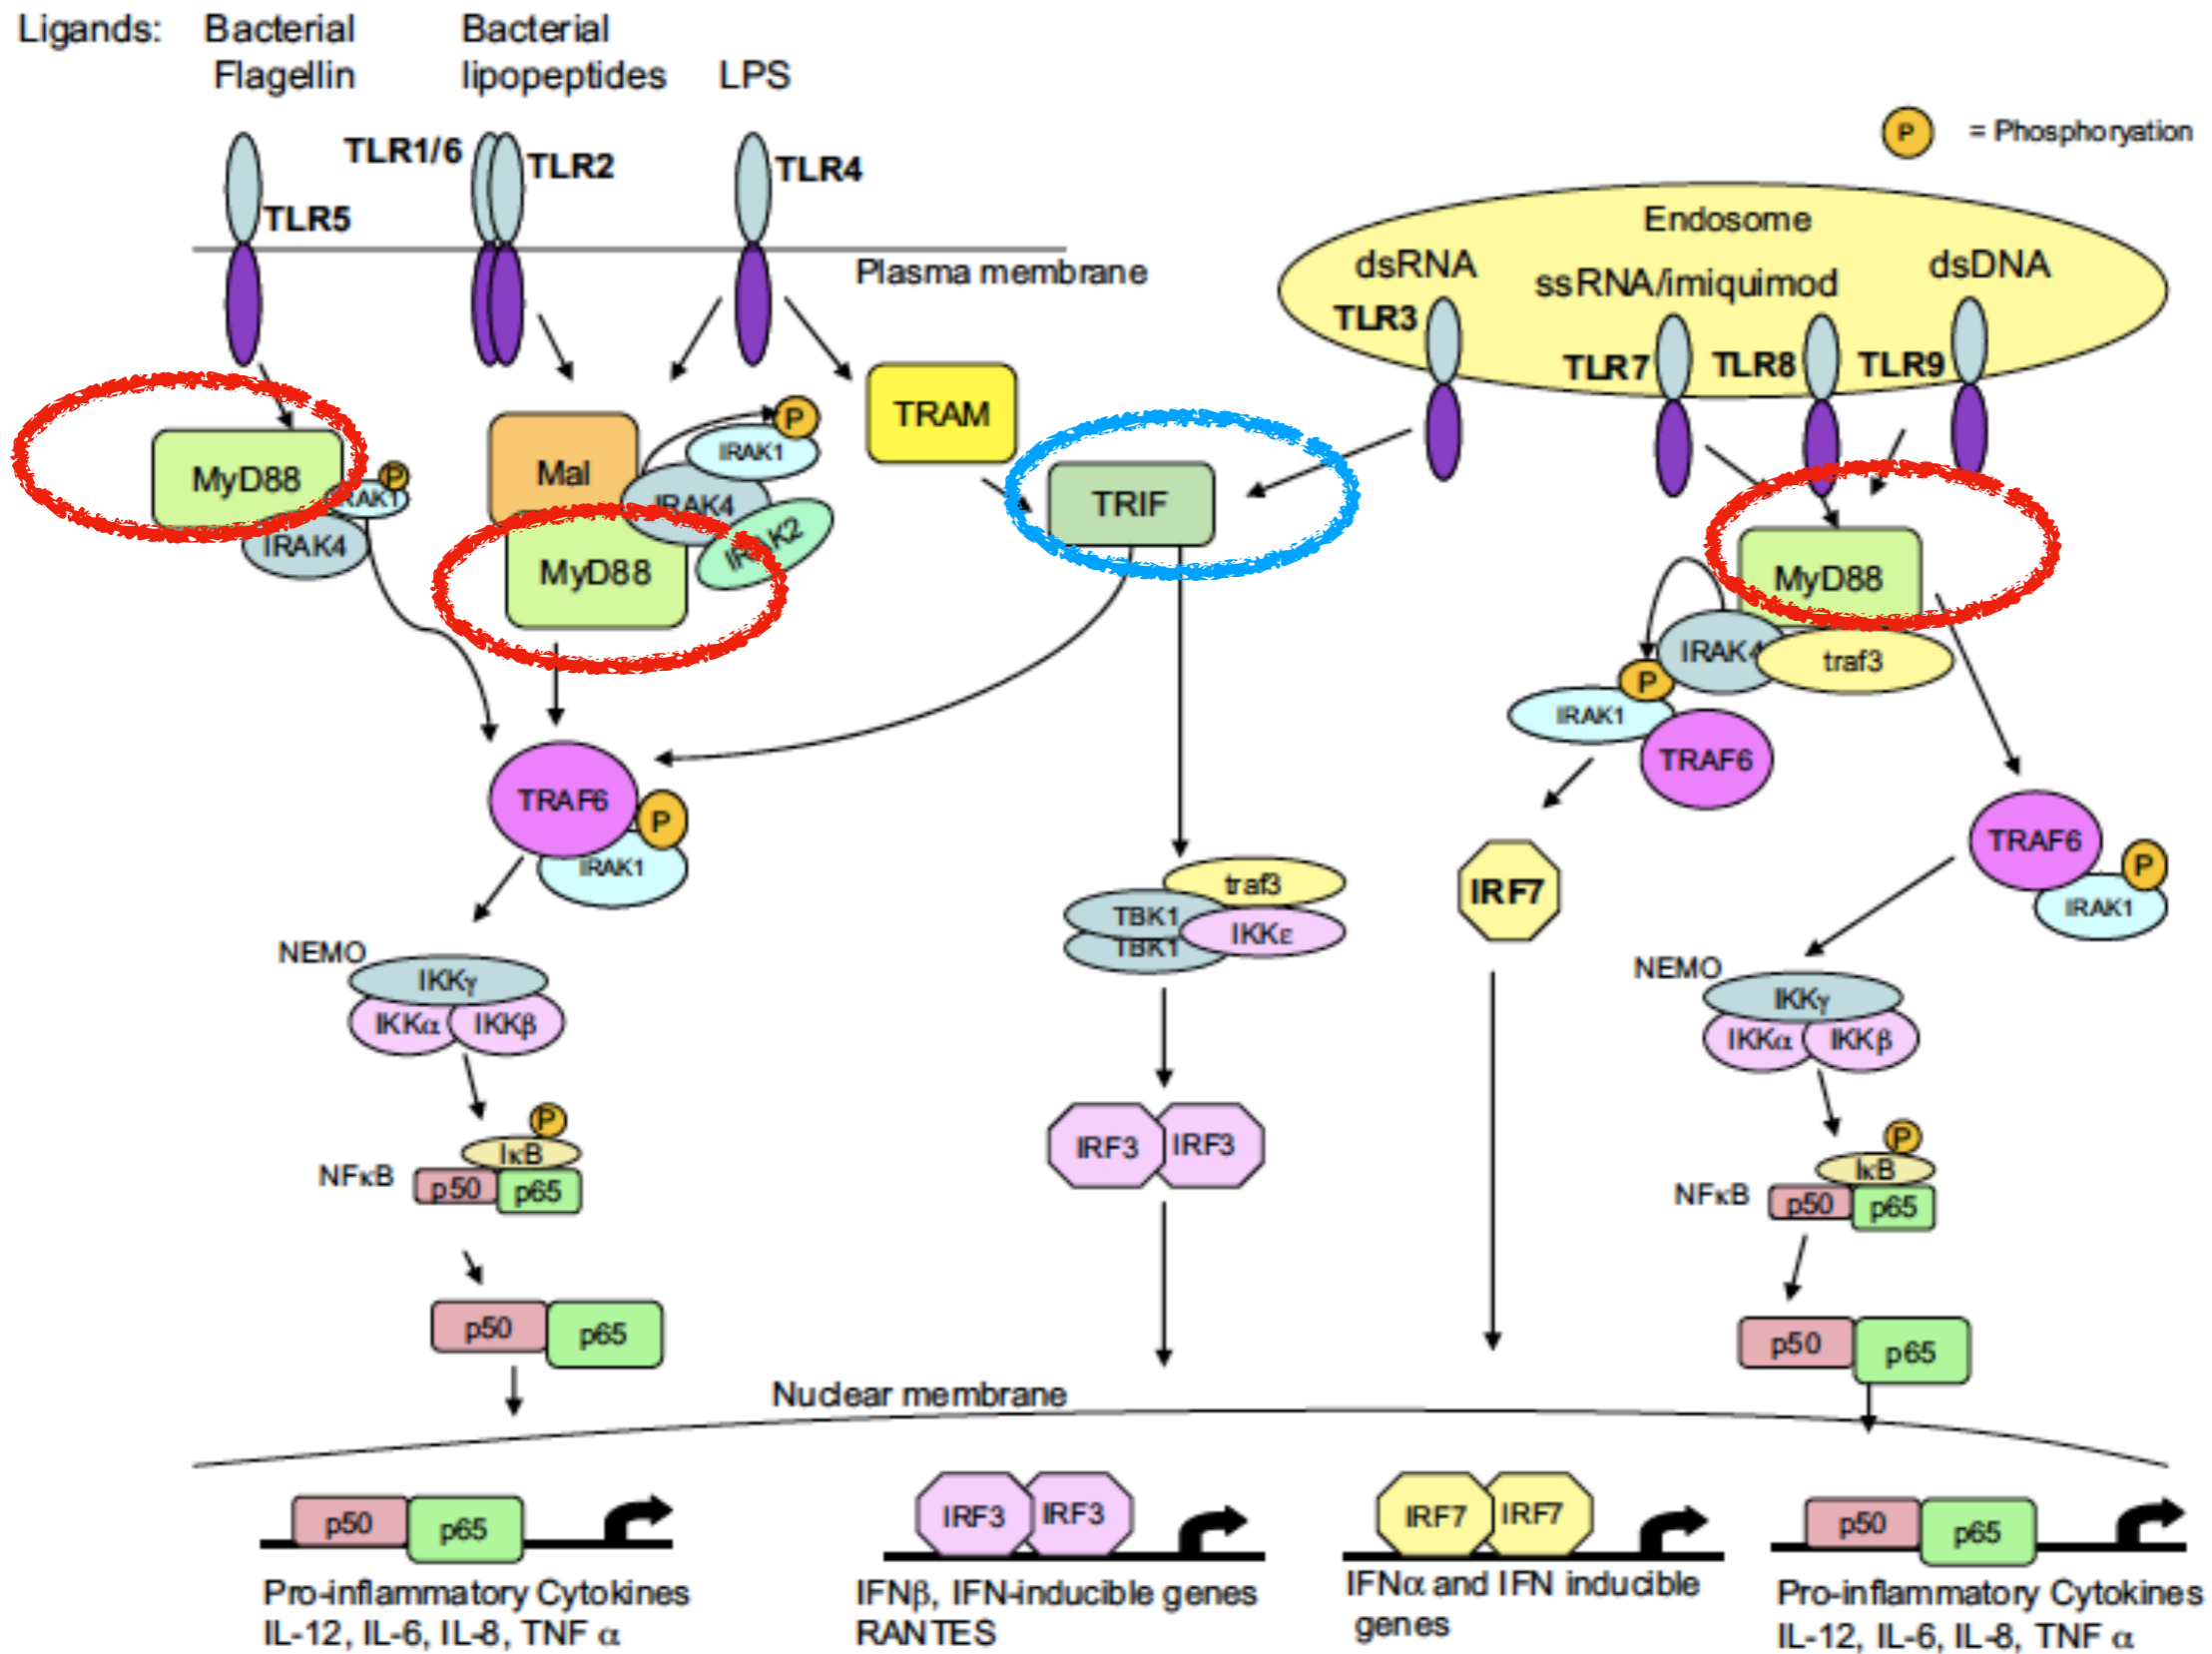 Ligands:
Bacterial
Flagellin
Bacterial
lipopeptides
LPS
P = Phosphoryation
TLR1/6
TLR2
TLR4
TLR5
Plasma membrane
Endosome
dsRNA
ssRNA/imiquimod
dsDNA
TLR3
TLR7
TLR8
TLR9
MyD88
P
IRAK1
IRAK4
Mal
P
IRAK1
IRAK4
IRAK2
MyD88
TRAM
TRIF
MyD88
IRAK4
traf3
P
IRAK1
TRAF6
TRAF6
P
IRAK1
TRAF6
P
IRAK1
traf3
TBK1
TBK1
IKKε
IRF7
NEMO
IKKγ
IKKα
IKKβ
NEMO
IKKγ
IKKα
IKKβ
P
IκB
NFκB
p50
p65
IRF3
IRF3
P
IκB
NFκB
p50
p65
p50
p65
p50
p65
Nuclear membrane
p50
p65
IRF3
IRF3
IRF7
IRF7
p50
p65
Pro-inflammatory Cytokines
IL-12, IL-6, IL-8, TNF α
IFNβ, IFN-inducible genes
RANTES
IFNα and IFN inducible
genes
Pro-inflammatory Cytokines
IL-12, IL-6, IL-8, TNF α